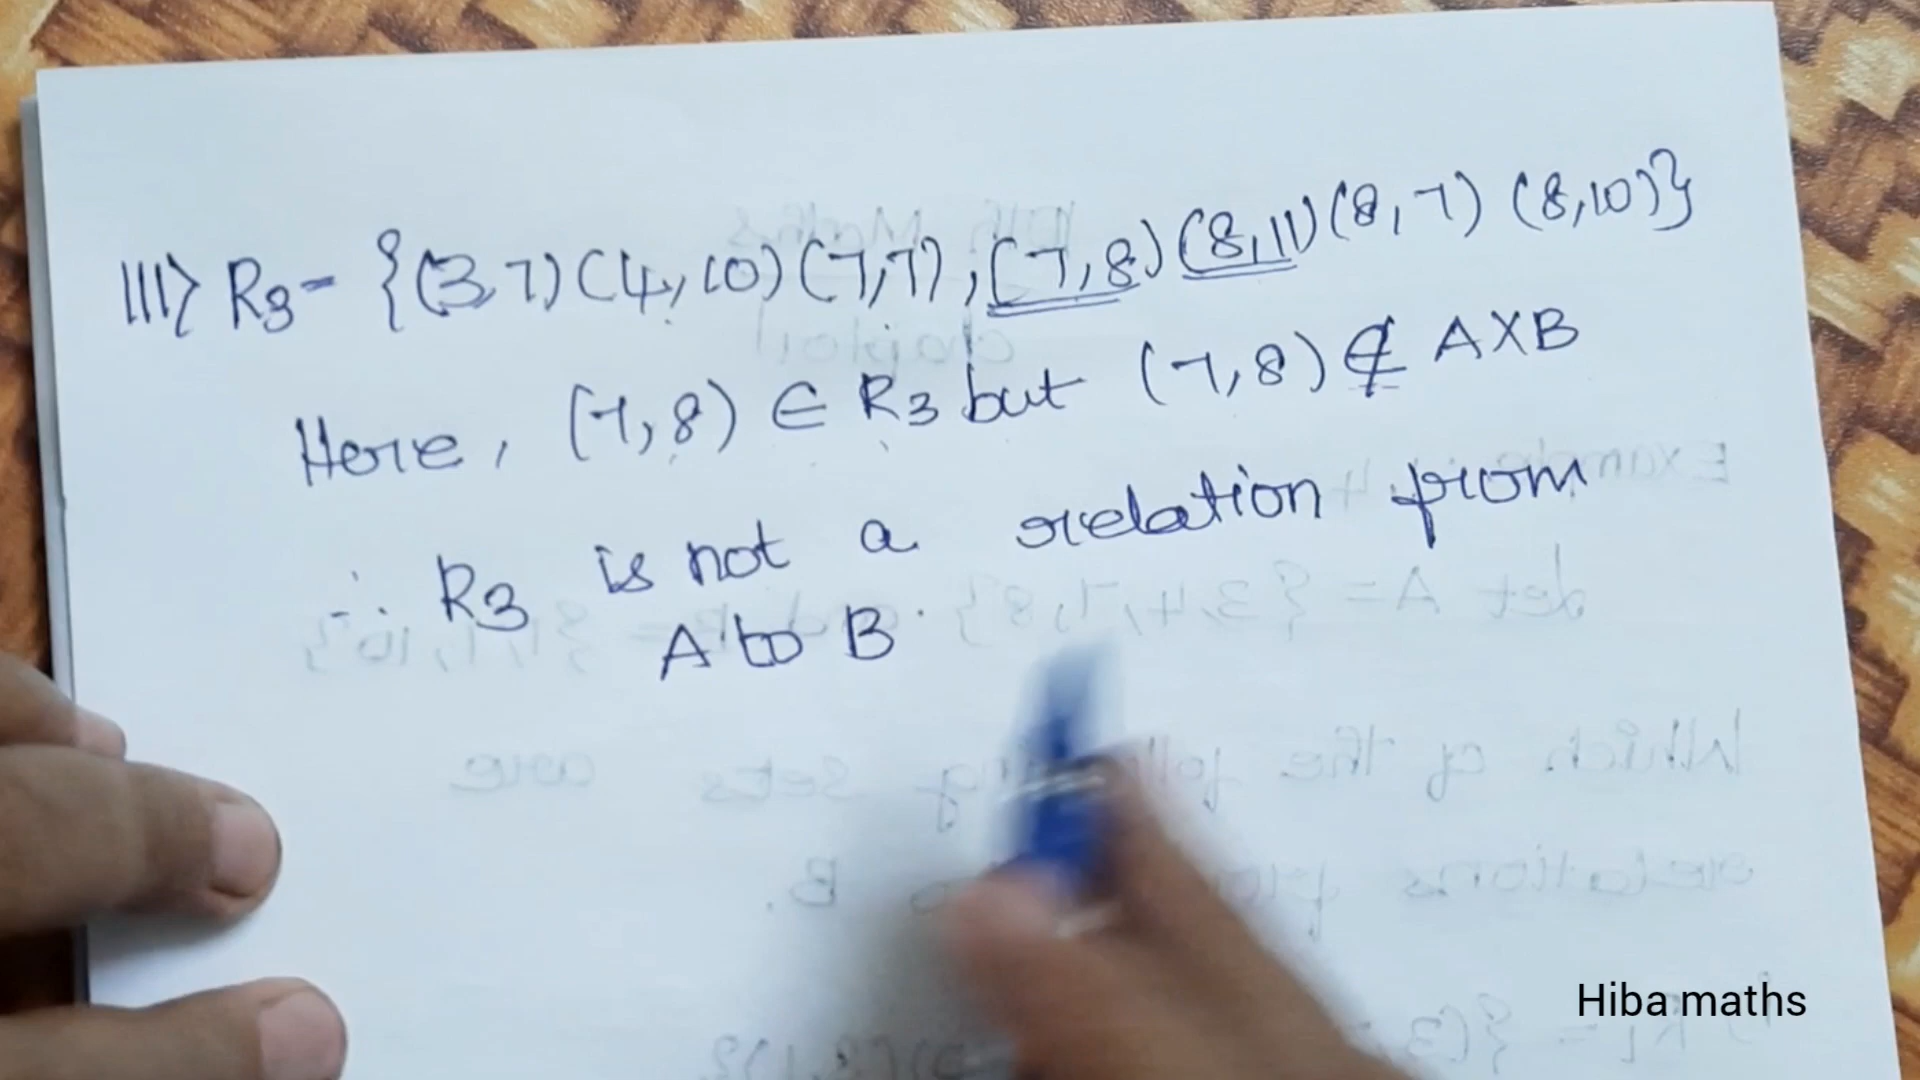 III> R3 - {(3,7) (4,10) (7,7), (7,8) (8,11) (8,7) (8,10)}
Here, (7,8) ∈ R3 but (7,8) ∉ A×B
∴ R3 is not a relation from
A to B.
Hiba maths